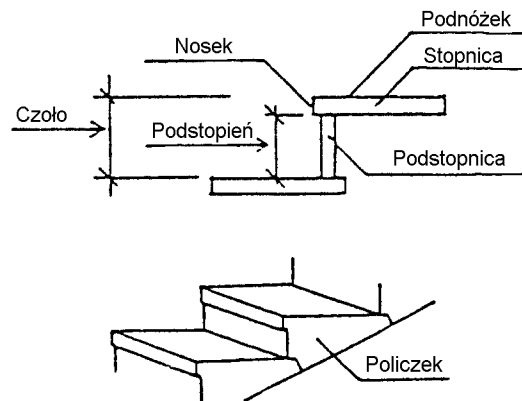 Podnóżek
Nosek
Stopnica
Czoło
Podstopień
Podstopnica
Policzek